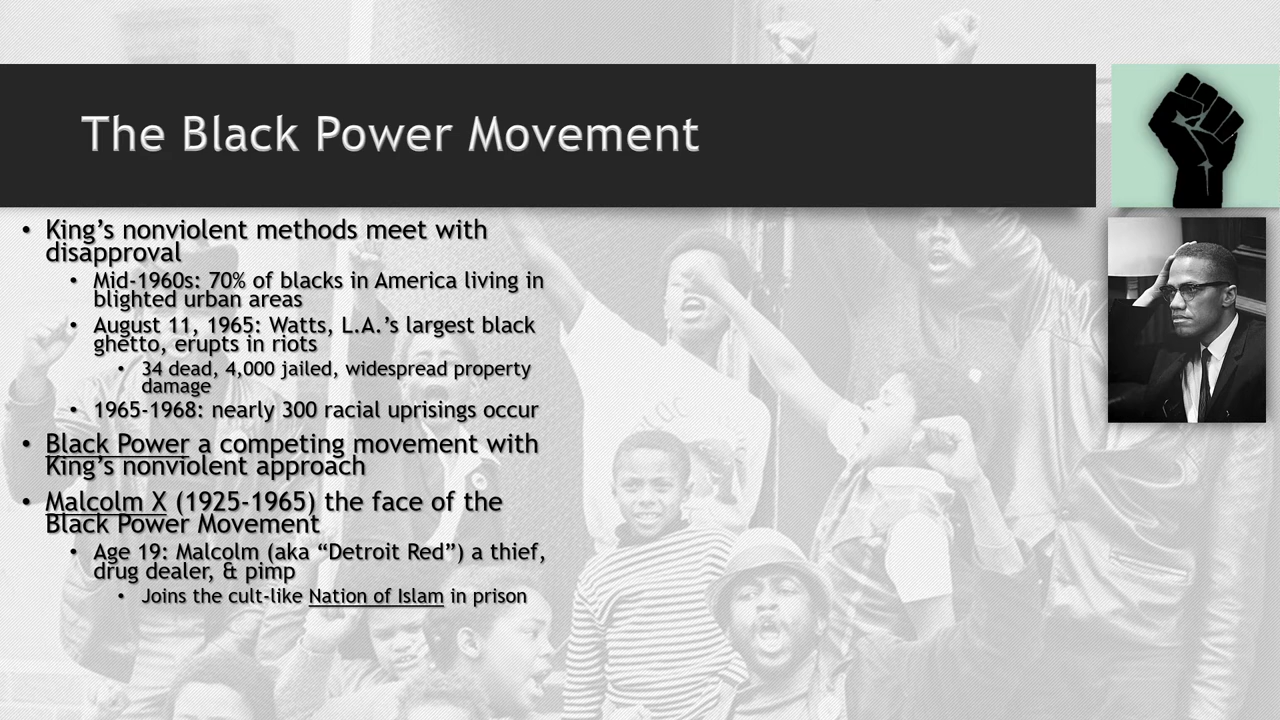 The Black Power Movement
• King’s nonviolent methods meet with
disapproval
• Mid-1960s: 70% of blacks in America living in
blighted urban areas
• August 11, 1965: Watts, L.A.’s largest black
ghetto, erupts in riots
• 34 dead, 4,000 jailed, widespread property
damage
• 1965-1968: nearly 300 racial uprisings occur
• Black Power a competing movement with
King’s nonviolent approach
• Malcolm X (1925-1965) the face of the
Black Power Movement
• Age 19: Malcolm (aka “Detroit Red”) a thief,
drug dealer, & pimp
• Joins the cult-like Nation of Islam in prison